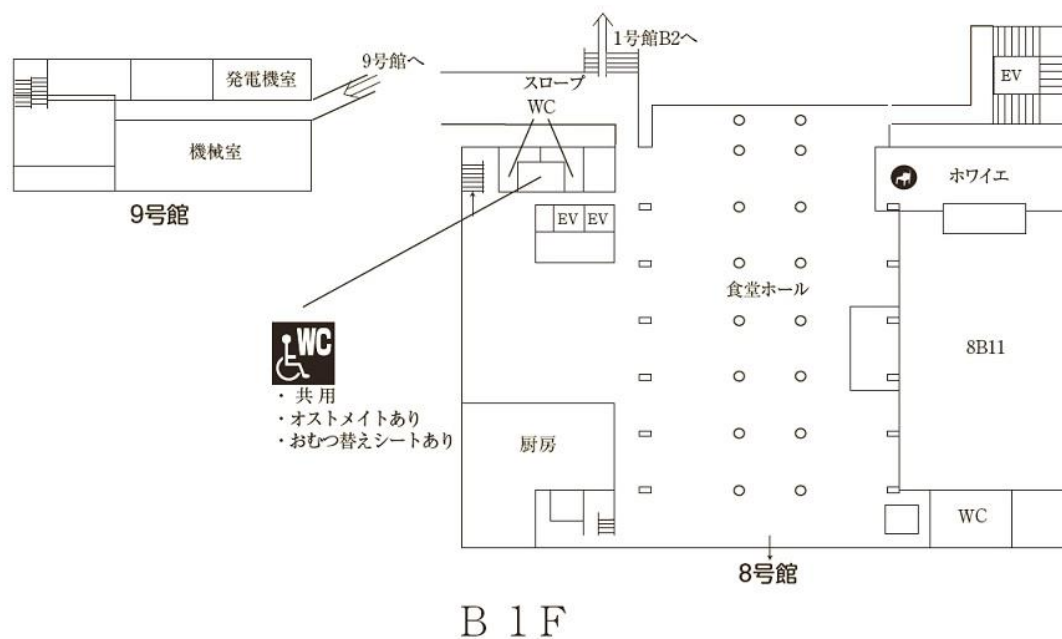 1号館B2へ
9号館へ
スロープ
WC
発電機室
機械室
9号館
EV
ホワイエ
EV EV
食堂ホール
8B11
WC
・共用
・オストメイトあり
・おむつ替えシートあり
厨房
WC
8号館
B 1F